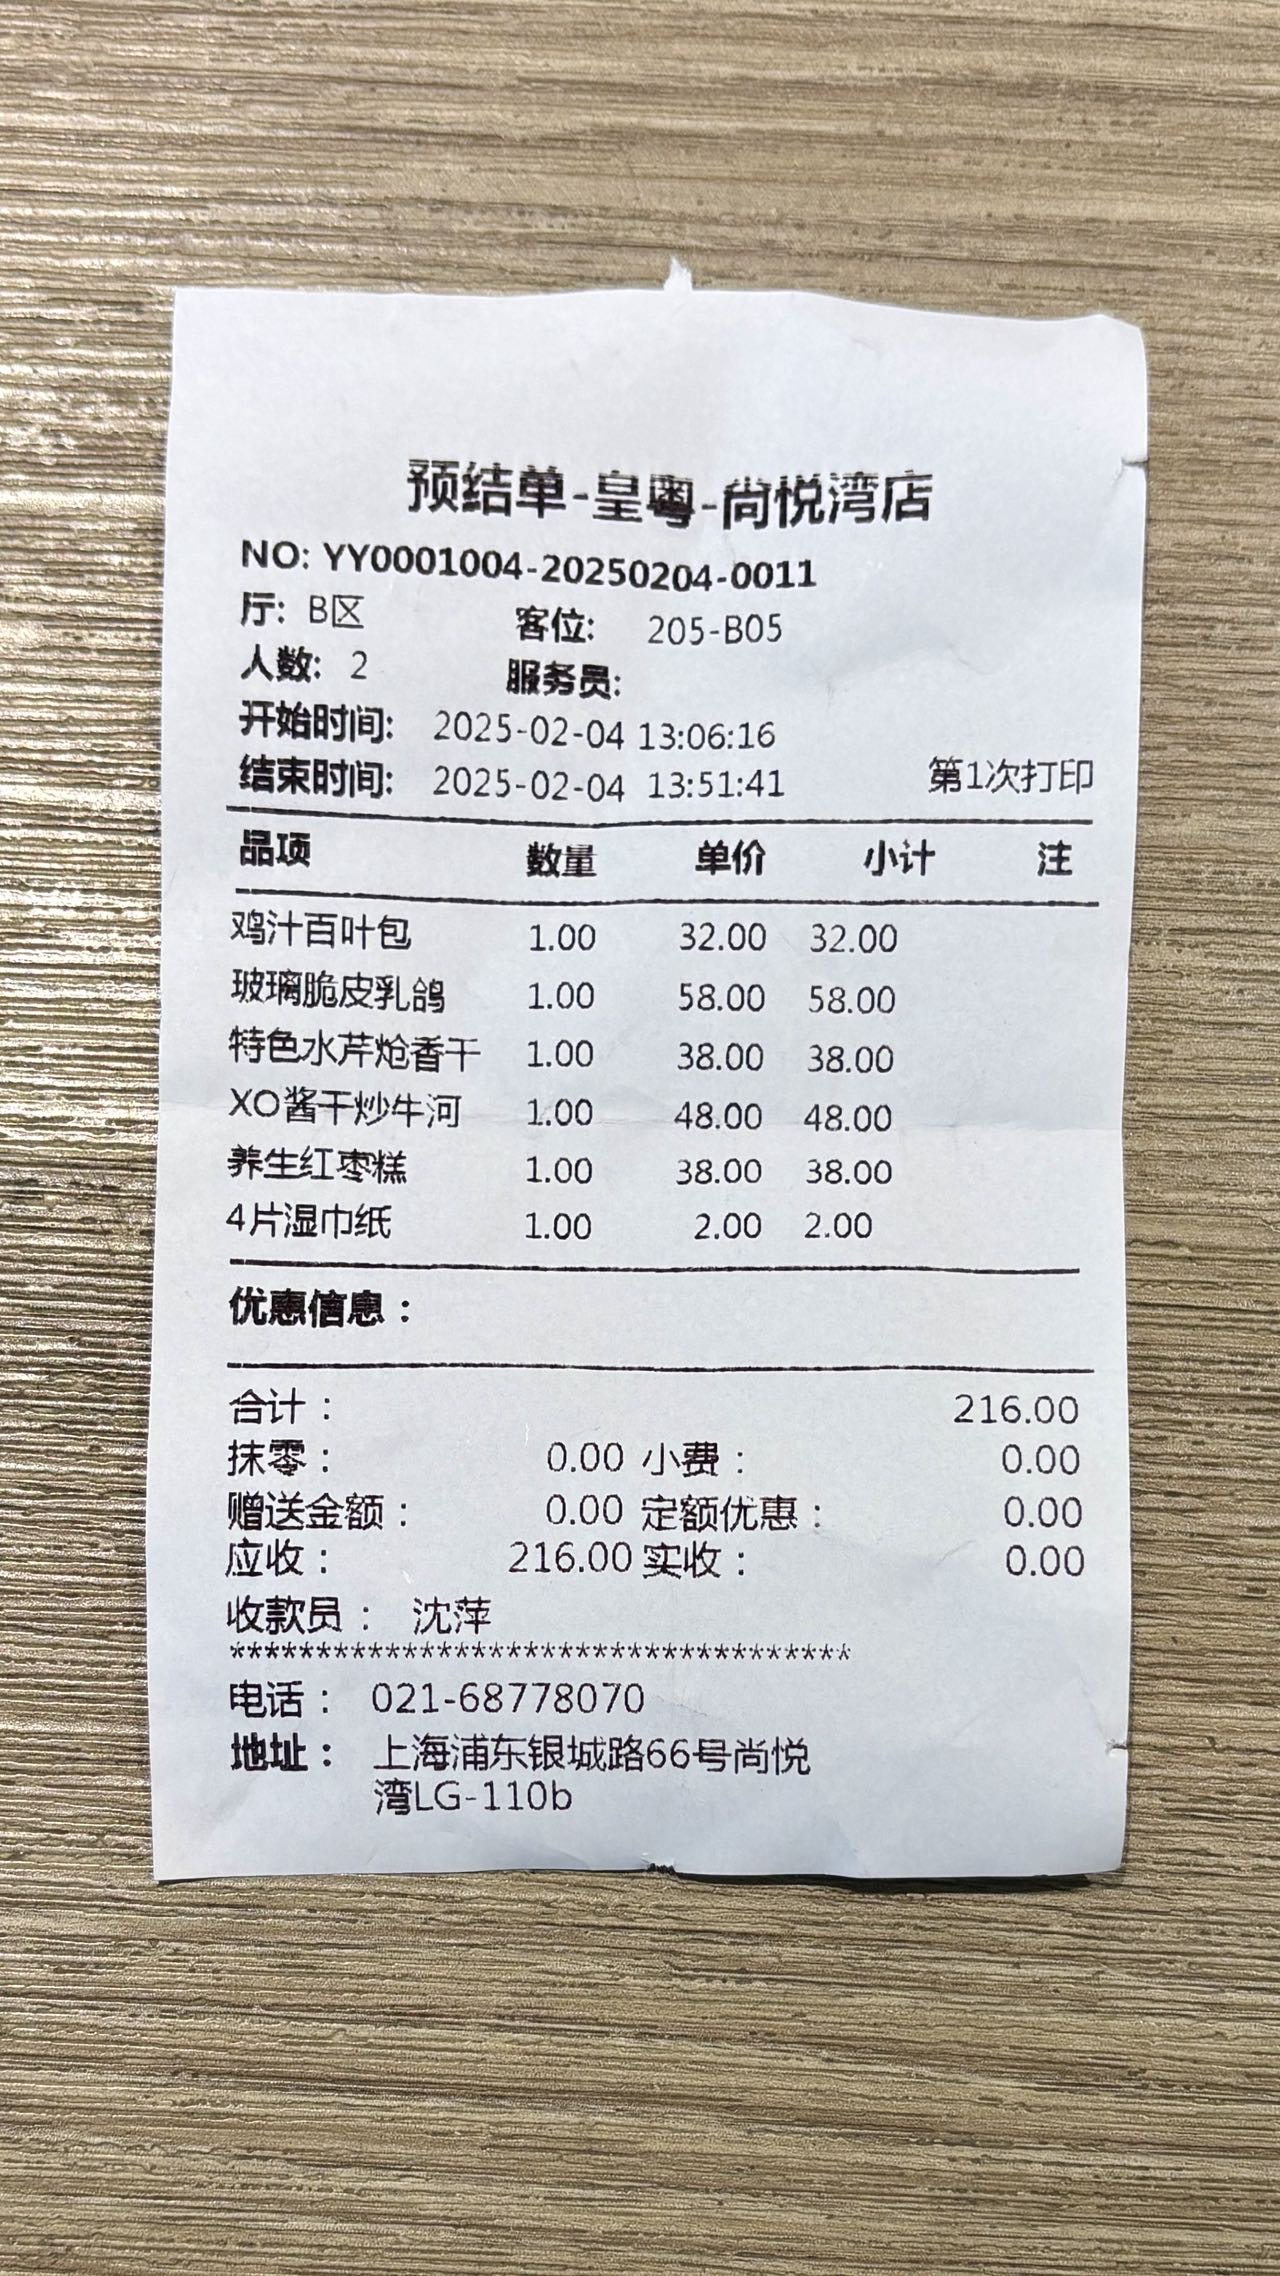 预结单-皇粤-尚悦湾店
NO: YY0001004-20250204-0011
厅: B区 客位: 205-B05
人数: 2 服务员:
开始时间: 2025-02-04 13:06:16
结束时间: 2025-02-04 13:51:41 第1次打印
品项 数量 单价 小计 注
鸡汁百叶包 1.00 32.00 32.00
玻璃脆皮乳鸽 1.00 58.00 58.00
特色水芹炝香干 1.00 38.00 38.00
XO酱干炒牛河 1.00 48.00 48.00
养生红枣糕 1.00 38.00 38.00
4片湿巾纸 1.00 2.00 2.00
优惠信息：
合计： 216.00
抹零： 0.00 小费： 0.00
赠送金额： 0.00 定额优惠： 0.00
应收： 216.00 实收： 0.00
收款员： 沈萍
************************************
电话： 021-68778070
地址： 上海浦东银城路66号尚悦
湾LG-110b